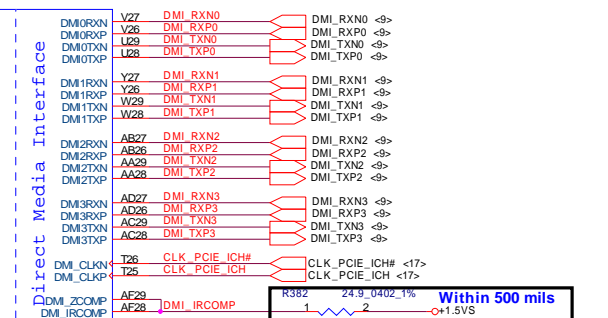 Direct Media Interface
DMI0RXN V27 DMI_RXN0 DMI_RXN0 <9>
DMI0RXP V26 DMI_RXP0 DMI_RXP0 <9>
DMI0TXN U29 DMI_TXN0 DMI_TXN0 <9>
DMI0TXP U28 DMI_TXP0 DMI_TXP0 <9>
DMI1RXN Y27 DMI_RXN1 DMI_RXN1 <9>
DMI1RXP Y26 DMI_RXP1 DMI_RXP1 <9>
DMI1TXN W29 DMI_TXN1 DMI_TXN1 <9>
DMI1TXP W28 DMI_TXP1 DMI_TXP1 <9>
DMI2RXN AB27 DMI_RXN2 DMI_RXN2 <9>
DMI2RXP AB26 DMI_RXP2 DMI_RXP2 <9>
DMI2TXN AA29 DMI_TXN2 DMI_TXN2 <9>
DMI2TXP AA28 DMI_TXP2 DMI_TXP2 <9>
DMI3RXN AD27 DMI_RXN3 DMI_RXN3 <9>
DMI3RXP AD26 DMI_RXP3 DMI_RXP3 <9>
DMI3TXN AC29 DMI_TXN3 DMI_TXN3 <9>
DMI3TXP AC28 DMI_TXP3 DMI_TXP3 <9>
DMI_CLKN T26 CLK_PCIE_ICH# CLK_PCIE_ICH# <17>
DMI_CLKP T25 CLK_PCIE_ICH CLK_PCIE_ICH <17>
R382 24.9_0402_1% Within 500 mils
DMI_ZCOMP AF29
DMI_IRCOMP AF28 DMI_IRCOMP 1 2 +1.5VS